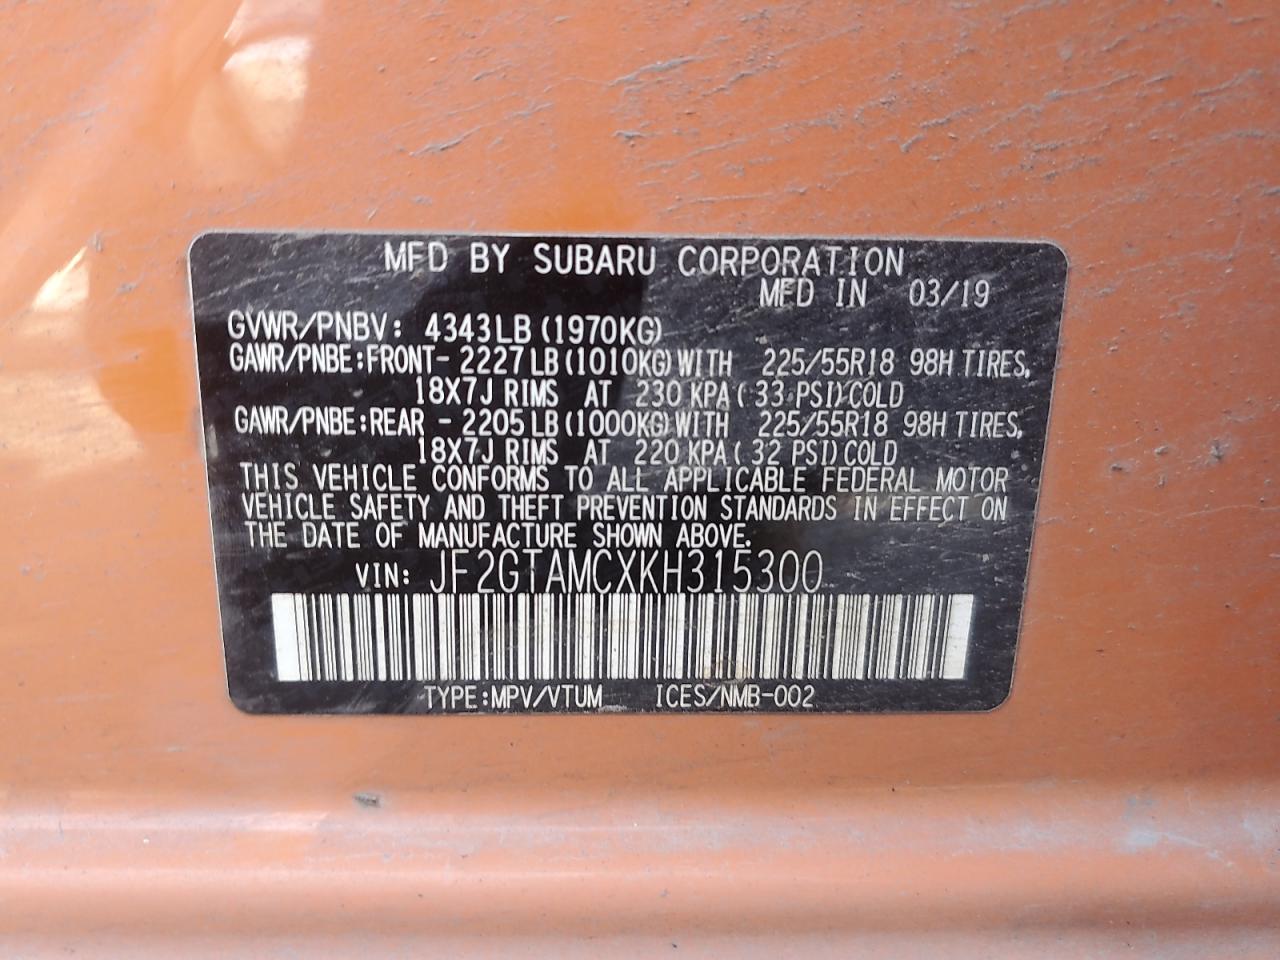 MFD BY SUBARU CORPORATION
MFD IN 03/19
GVWR/PNBV: 4343LB (1970KG)
GAWR/PNBE:FRONT- 2227LB (1010KG) WITH 225/55R18 98H TIRES,
18X7J RIMS AT 230 KPA ( 33 PSI) COLD
GAWR/PNBE:REAR - 2205LB (1000KG) WITH 225/55R18 98H TIRES,
18X7J RIMS AT 220 KPA ( 32 PSI) COLD
THIS VEHICLE CONFORMS TO ALL APPLICABLE FEDERAL MOTOR
VEHICLE SAFETY AND THEFT PREVENTION STANDARDS IN EFFECT ON
THE DATE OF MANUFACTURE SHOWN ABOVE.
VIN: JF2GTAMCXKH315300
TYPE:MPV/VTUM ICES/NMB-002